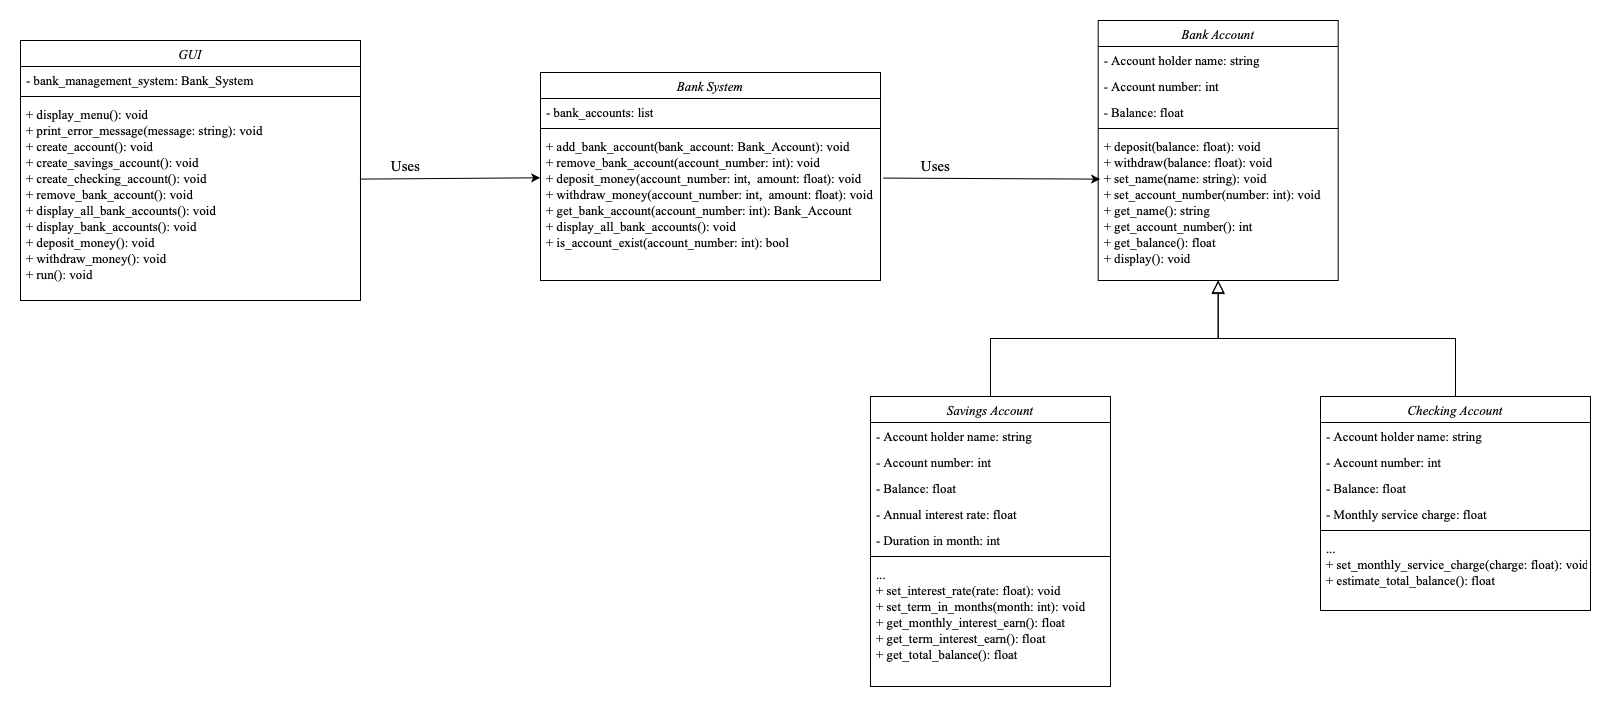 GUI
- bank_management_system: Bank_System
+ display_menu(): void
+ print_error_message(message: string): void
+ create_account(): void
+ create_savings_account(): void
+ create_checking_account(): void
+ remove_bank_account(): void
+ display_all_bank_accounts(): void
+ display_bank_accounts(): void
+ deposit_money(): void
+ withdraw_money(): void
+ run(): void
Uses
Bank System
- bank_accounts: list
+ add_bank_account(bank_account: Bank_Account): void
+ remove_bank_account(account_number: int): void
+ deposit_money(account_number: int, amount: float): void
+ withdraw_money(account_number: int, amount: float): void
+ get_bank_account(account_number: int): Bank_Account
+ display_all_bank_accounts(): void
+ is_account_exist(account_number: int): bool
Uses
Bank Account
- Account holder name: string
- Account number: int
- Balance: float
+ deposit(balance: float): void
+ withdraw(balance: float): void
+ set_name(name: string): void
+ set_account_number(number: int): void
+ get_name(): string
+ get_account_number(): int
+ get_balance(): float
+ display(): void
Savings Account
- Account holder name: string
- Account number: int
- Balance: float
- Annual interest rate: float
- Duration in month: int
...
+ set_interest_rate(rate: float): void
+ set_term_in_months(month: int): void
+ get_monthly_interest_earn(): float
+ get_term_interest_earn(): float
+ get_total_balance(): float
Checking Account
- Account holder name: string
- Account number: int
- Balance: float
- Monthly service charge: float
...
+ set_monthly_service_charge(charge: float): void
+ estimate_total_balance(): float